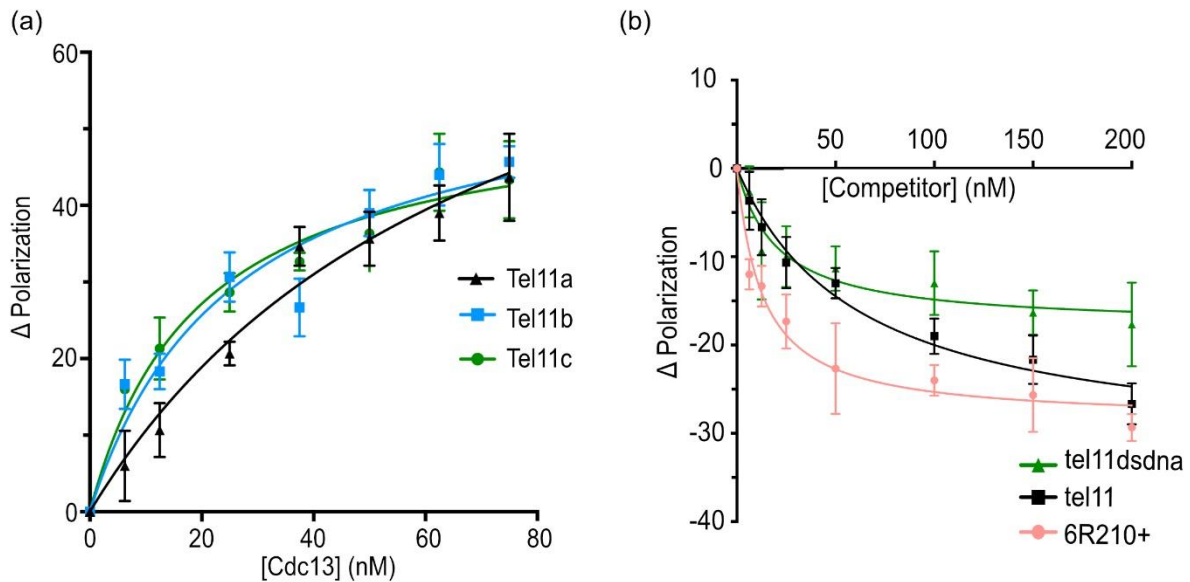 (a)
60
40
20
0
Δ Polarization
0 20 40 60 80
[Cdc13] (nM)
Tel11a
Tel11b
Tel11c
(b)
10
0
-10
-20
-30
-40
Δ Polarization
50 100 150 200
[Competitor] (nM)
tel11dsdna
tel11
6R210+